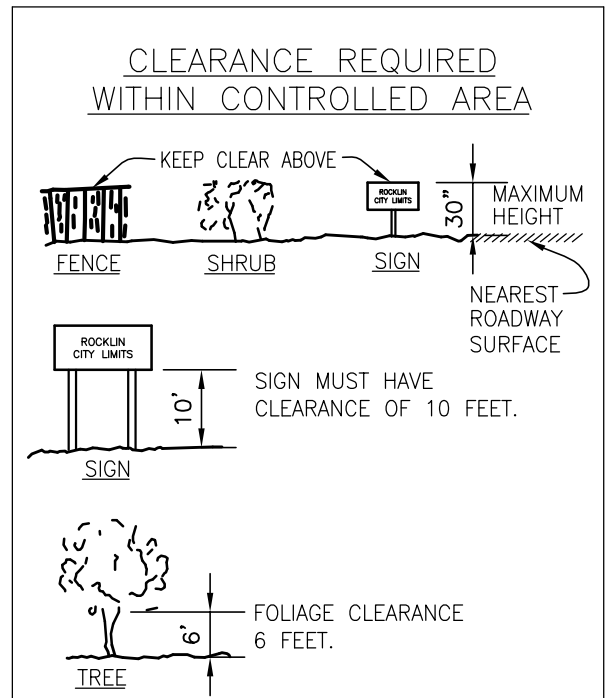 CLEARANCE REQUIRED
WITHIN CONTROLLED AREA
KEEP CLEAR ABOVE
ROCKLIN
CITY LIMITS
30"
MAXIMUM
HEIGHT
FENCE
SHRUB
SIGN
NEAREST
ROADWAY
SURFACE
ROCKLIN
CITY LIMITS
10'
SIGN MUST HAVE
CLEARANCE OF 10 FEET.
SIGN
6'
FOLIAGE CLEARANCE
6 FEET.
TREE